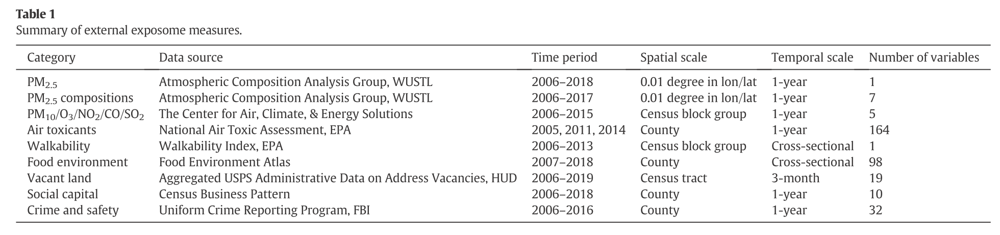 Table 1
Summary of external exposome measures.
Category Data source Time period Spatial scale Temporal scale Number of variables
PM2.5 Atmospheric Composition Analysis Group, WUSTL 2006–2018 0.01 degree in lon/lat 1-year 1
PM2.5 compositions Atmospheric Composition Analysis Group, WUSTL 2006–2017 0.01 degree in lon/lat 1-year 7
PM10/O3/NO2/CO/SO2 The Center for Air, Climate, & Energy Solutions 2006–2015 Census block group 1-year 5
Air toxicants National Air Toxic Assessment, EPA 2005, 2011, 2014 County 1-year 164
Walkability Walkability Index, EPA 2006–2013 Census block group Cross-sectional 1
Food environment Food Environment Atlas 2007–2018 County Cross-sectional 98
Vacant land Aggregated USPS Administrative Data on Address Vacancies, HUD 2006–2019 Census tract 3-month 19
Social capital Census Business Pattern 2006–2018 County 1-year 10
Crime and safety Uniform Crime Reporting Program, FBI 2006–2016 County 1-year 32